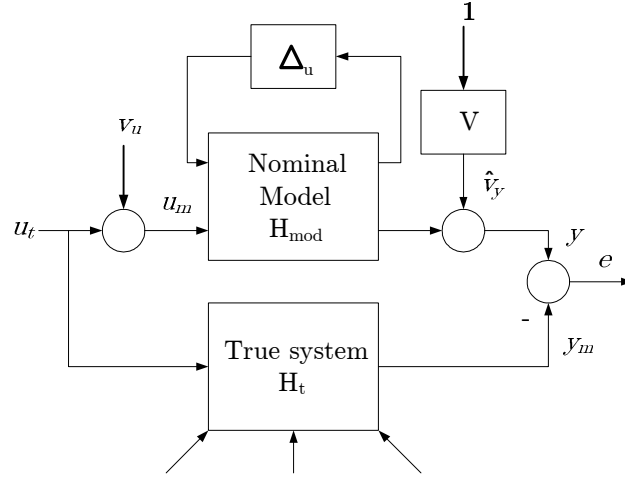 1
Δu
V
vu
Nominal
Model
Hmod
v̂y
um
ut
y
e
-
ym
True system
Ht